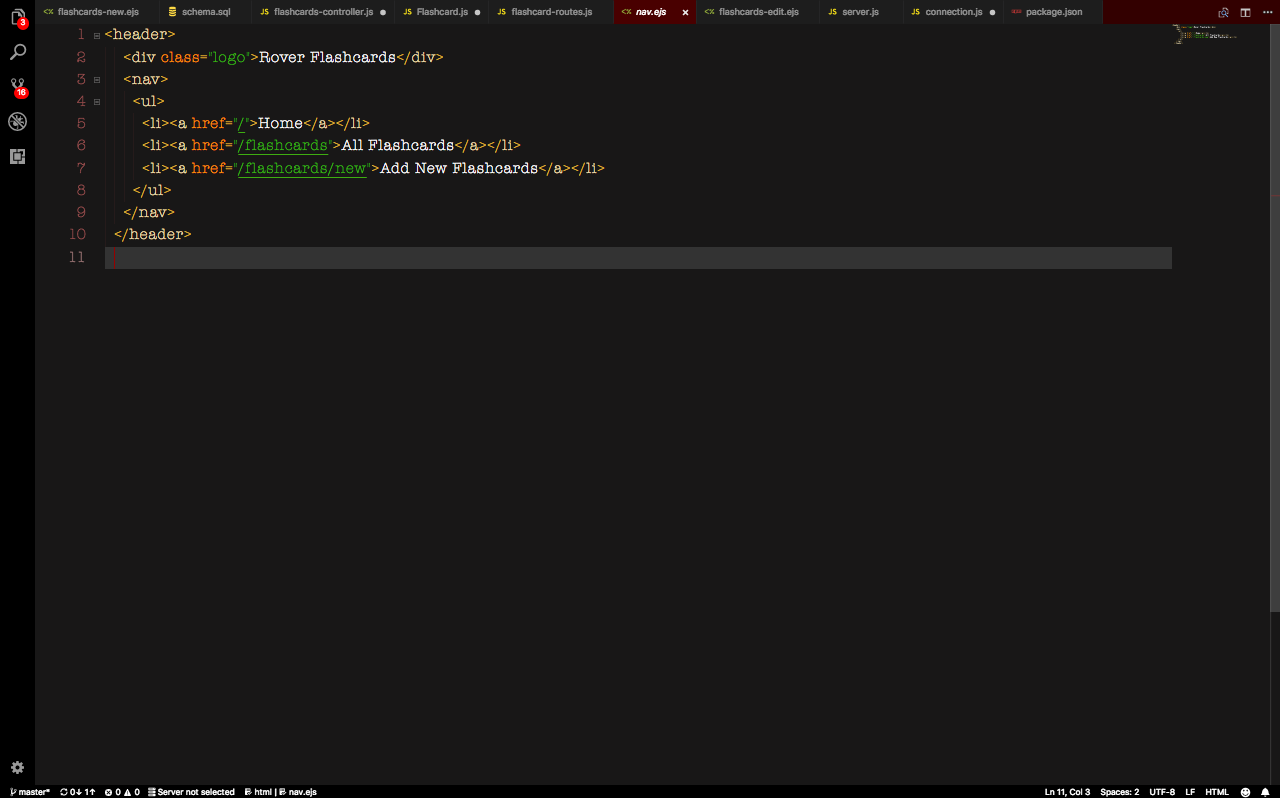 flashcards-new.ejs schema.sql JS flashcards-controller.js JS Flashcard.js JS flashcard-routes.js nav.ejs flashcards-edit.ejs JS server.js JS connection.js package.json
3
16
1 <header>
2 <div class="logo">Rover Flashcards</div>
3 <nav>
4 <ul>
5 <li><a href="/">Home</a></li>
6 <li><a href="/flashcards">All Flashcards</a></li>
7 <li><a href="/flashcards/new">Add New Flashcards</a></li>
8 </ul>
9 </nav>
10 </header>
11
master* 0↓ 1↑ 0 0 Server not selected html | nav.ejs Ln 11, Col 3 Spaces: 2 UTF-8 LF HTML